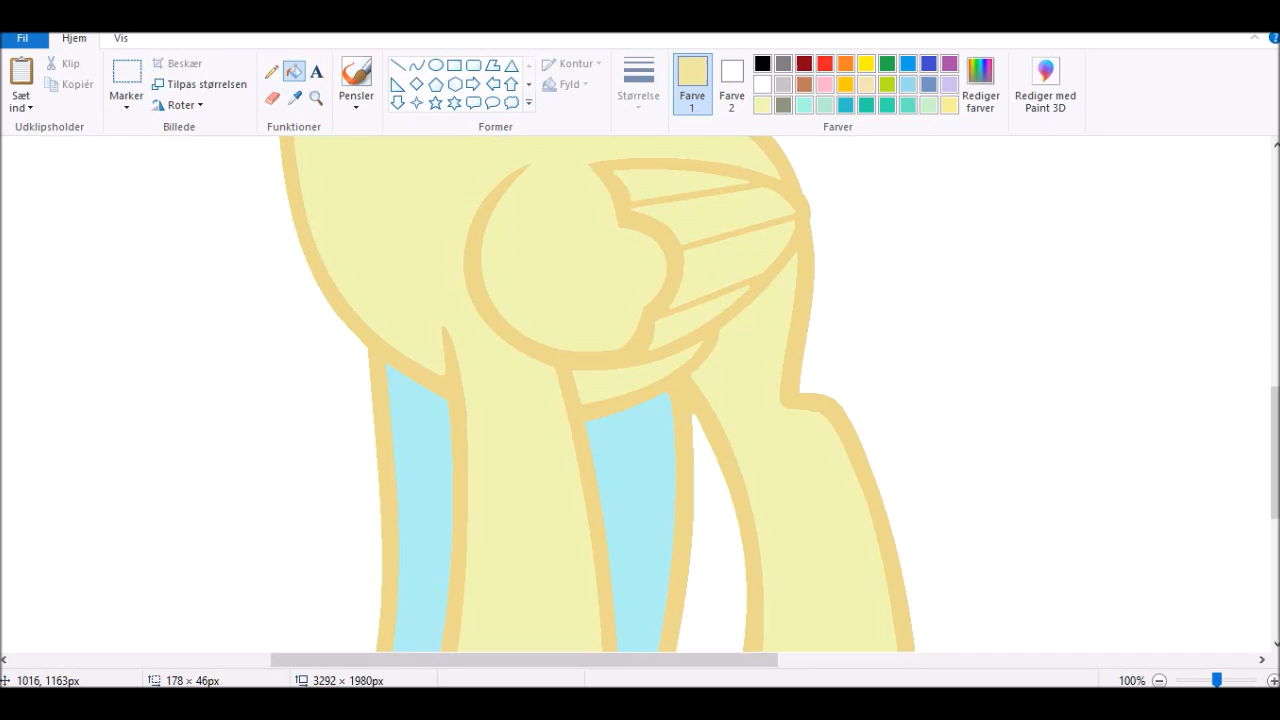 Fil Hjem Vis
Sæt ind
Klip
Kopiér
Udklipsholder
Marker
Beskær
Tilpas størrelsen
Roter
Billede
A
Funktioner
Pensler
Kontur
Fyld
Former
Størrelse
Farve 1
Farve 2
Rediger farver
Farver
Rediger med Paint 3D
1016, 1163px 178 × 46px 3292 × 1980px 100%